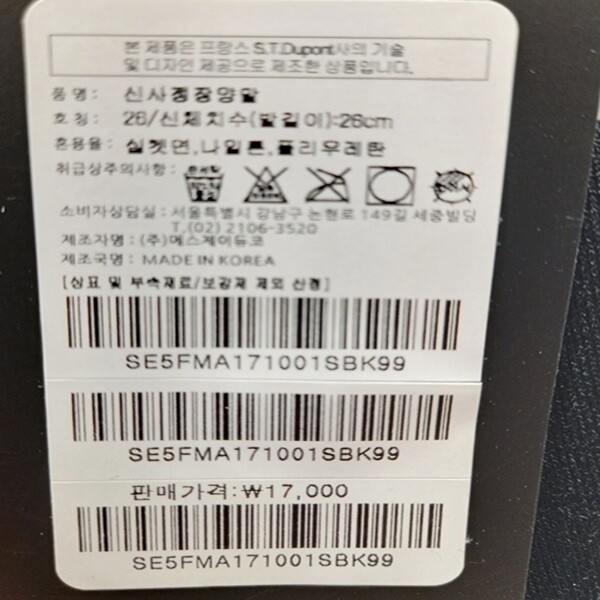 본 제품은 프랑스 S.T.Dupont사의 기술
및 디자인 제공으로 제조한 상품입니다.
품 명 : 신사정장양말
호 칭 : 26/신체치수(발길이):26cm
혼용율 : 실켓면,나일론,폴리우레탄
취급상주의사항 :
소비자상담실 : 서울특별시 강남구 논현로 149길 세종빌딩
T.(02) 2106-3520
제조자명 : (주)에스제이듀코
제조국명 : MADE IN KOREA
[상표 및 부속재료/보강재 제외 산정]
SE5FMA171001SBK99
SE5FMA171001SBK99
판매가격:₩17,000
SE5FMA171001SBK99